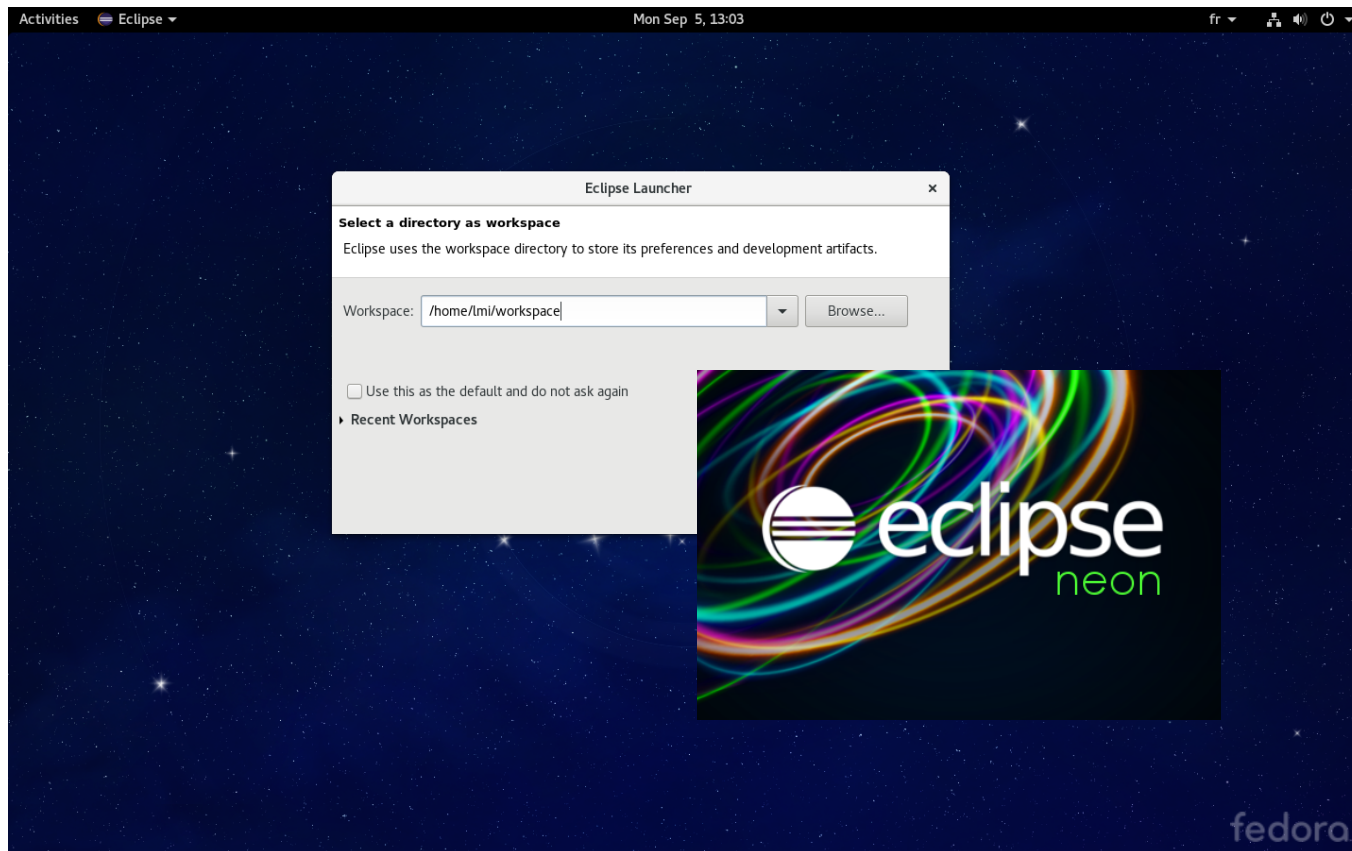 Activities Eclipse Mon Sep 5, 13:03 fr
Eclipse Launcher
Select a directory as workspace
Eclipse uses the workspace directory to store its preferences and development artifacts.
Workspace: /home/lmi/workspace Browse...
Use this as the default and do not ask again
Recent Workspaces
eclipse
neon
fedora